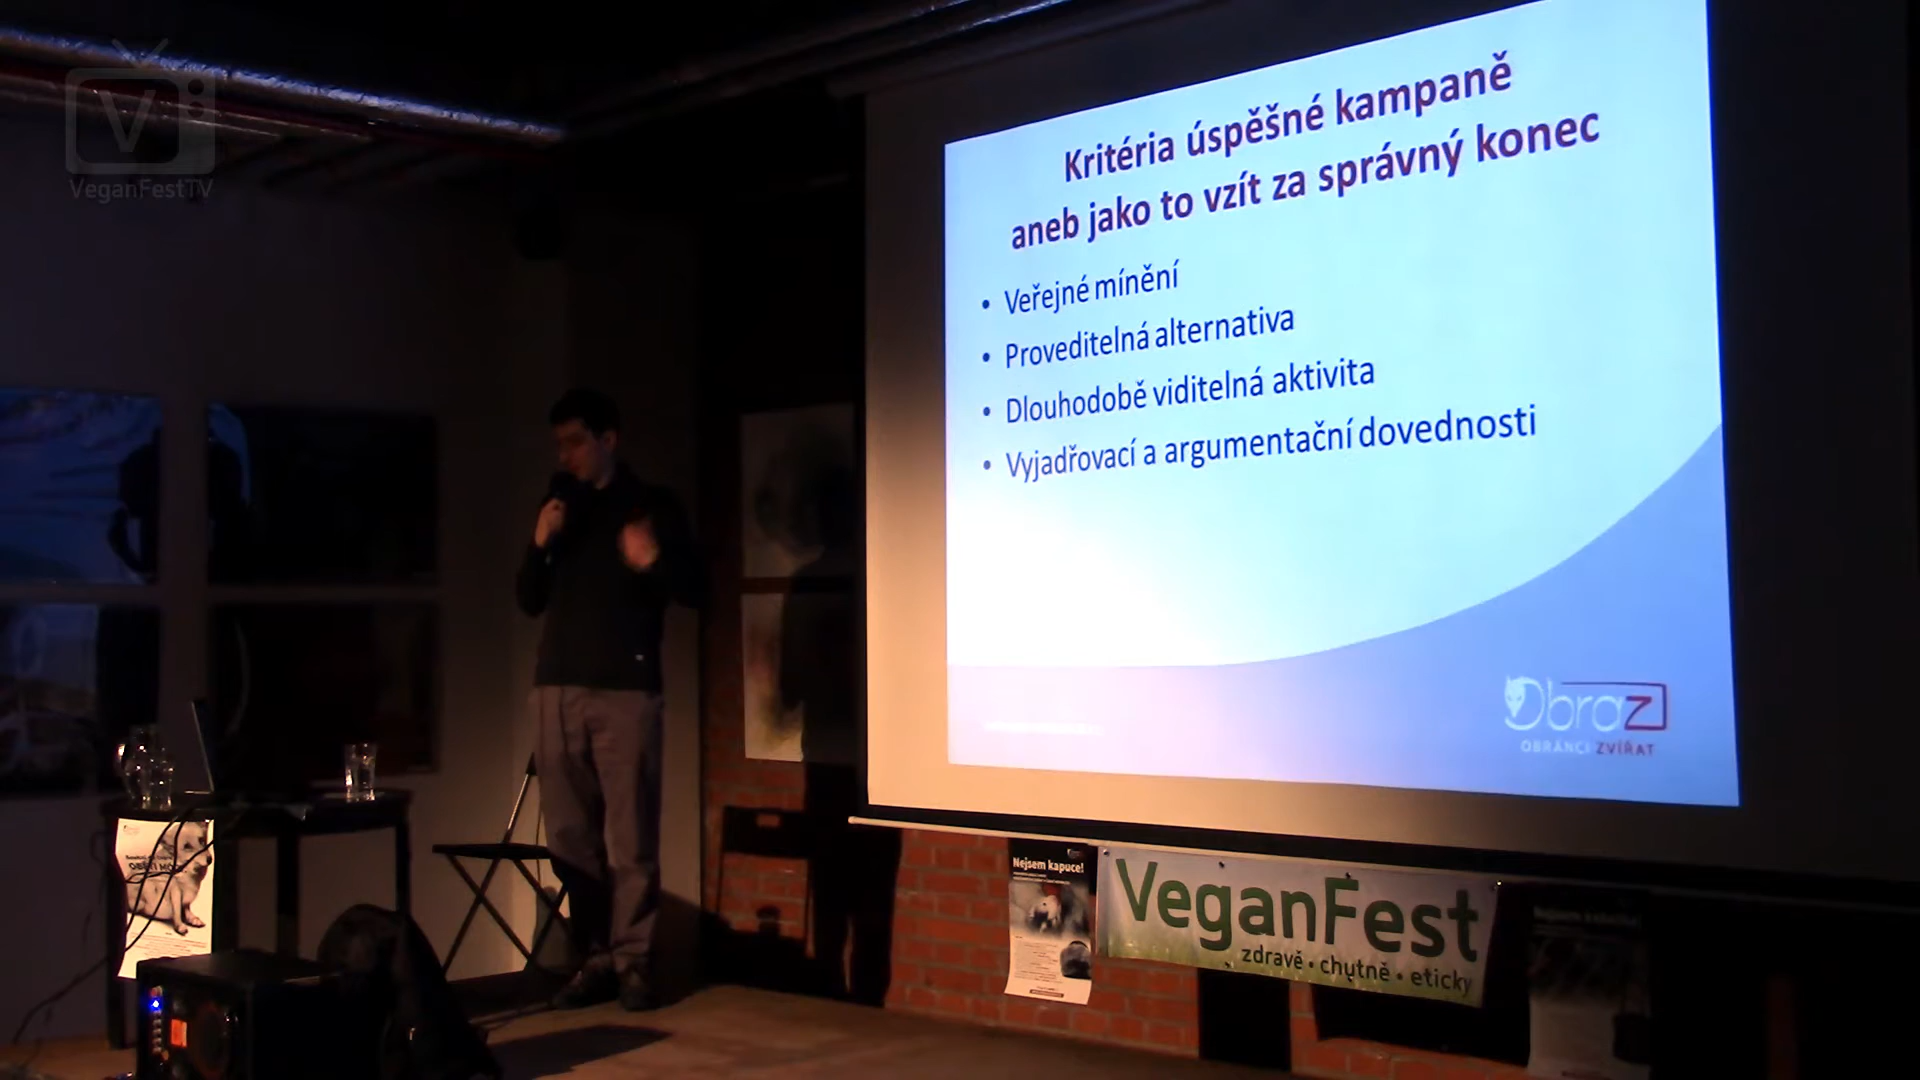 VeganFestTV
Kritéria úspěšné kampaně
aneb jako to vzít za správný konec
• Veřejné mínění
• Proveditelná alternativa
• Dlouhodobě viditelná aktivita
• Vyjadřovací a argumentační dovednosti
Obraz
OBRÁNCI ZVÍŘAT
Nejsem kapuce!
VeganFest
zdravě • chutně • eticky